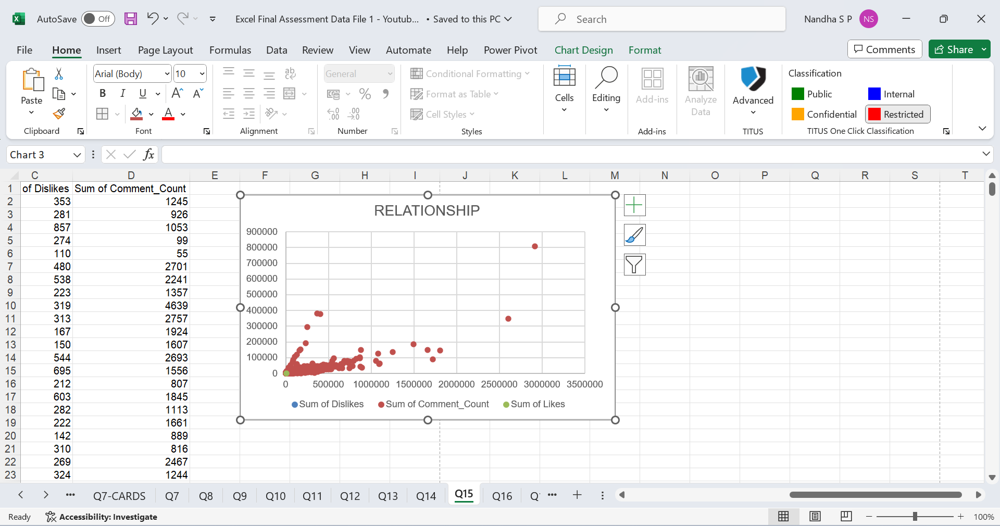 AutoSave Off Excel Final Assessment Data File 1 - Youtub... • Saved to this PC Search Nandha S P NS
File Home Insert Page Layout Formulas Data Review View Automate Help Power Pivot Chart Design Format Comments Share
Paste
Clipboard
Arial (Body) 10
B I U A A
A
Font
ab
Alignment
General
% 9
.00 .00
Number
Conditional Formatting
Format as Table
Cell Styles
Styles
Cells
Editing
Add-ins
Add-ins
Analyze
Data
Advanced
TITUS
Classification
Public Internal
Confidential Restricted
TITUS One Click Classification
Chart 3 fx
C D E F G H I J K L M N O P Q R S T
1 of Dislikes Sum of Comment_Count
2 353 1245
3 281 926
4 857 1053
5 274 99
6 110 55
7 480 2701
8 538 2241
9 223 1357
10 319 4639
11 313 2757
12 167 1924
13 150 1607
14 544 2693
15 695 1556
16 212 807
17 603 1845
18 282 1113
19 222 1661
20 142 889
21 310 816
22 269 2467
23 324 1244
RELATIONSHIP
900000
800000
700000
600000
500000
400000
300000
200000
100000
0
0 500000 1000000 1500000 2000000 2500000 3000000 3500000
Sum of Dislikes Sum of Comment_Count Sum of Likes
Q7-CARDS Q7 Q8 Q9 Q10 Q11 Q12 Q13 Q14 Q15 Q16
Ready Accessibility: Investigate 100%